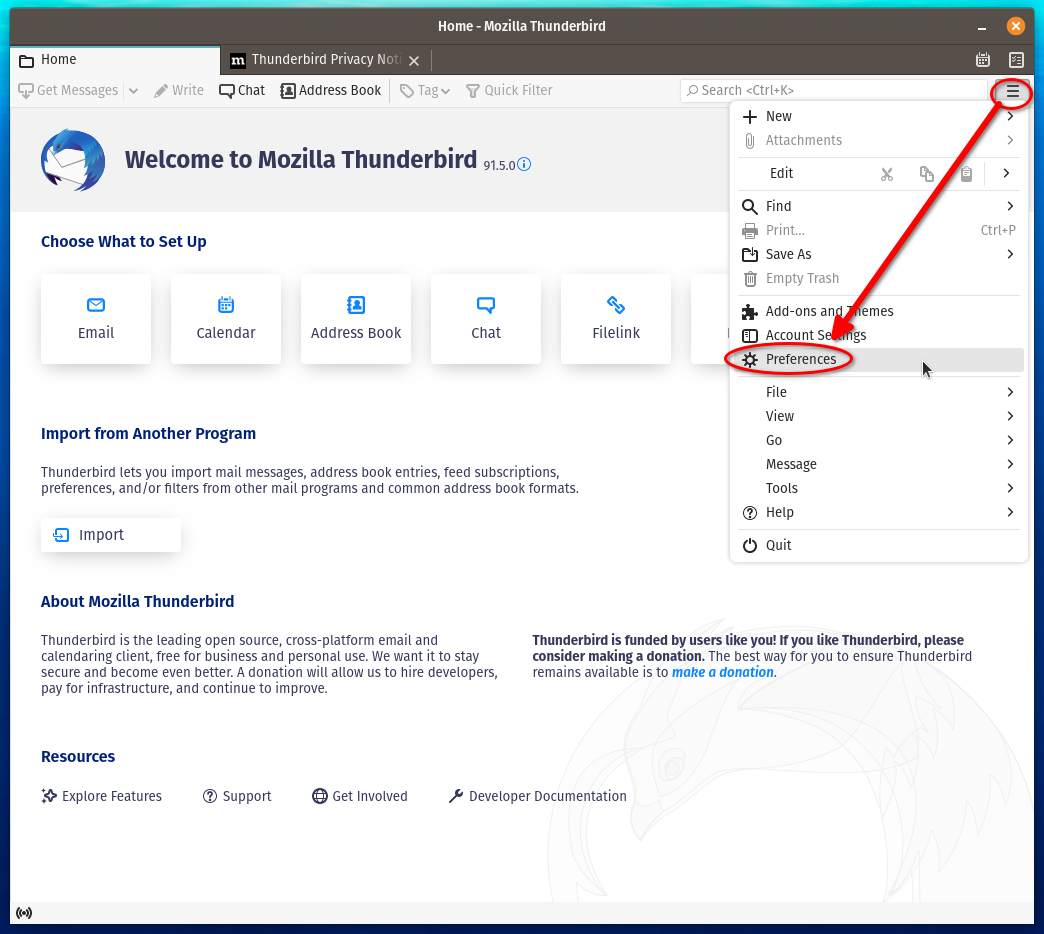 Home - Mozilla Thunderbird
Home
m Thunderbird Privacy Noti
Get Messages
Write
Chat
Address Book
Tag
Quick Filter
Search <Ctrl+K>
Welcome to Mozilla Thunderbird 91.5.0
Choose What to Set Up
Email
Calendar
Address Book
Chat
Filelink
Import from Another Program
Thunderbird lets you import mail messages, address book entries, feed subscriptions,
preferences, and/or filters from other mail programs and common address book formats.
Import
About Mozilla Thunderbird
Thunderbird is the leading open source, cross-platform email and
calendaring client, free for business and personal use. We want it to stay
secure and become even better. A donation will allow us to hire developers,
pay for infrastructure, and continue to improve.
Thunderbird is funded by users like you! If you like Thunderbird, please
consider making a donation. The best way for you to ensure Thunderbird
remains available is to make a donation.
Resources
Explore Features
Support
Get Involved
Developer Documentation
New
Attachments
Edit
Find
Print... Ctrl+P
Save As
Empty Trash
Add-ons and Themes
Account Settings
Preferences
File
View
Go
Message
Tools
Help
Quit